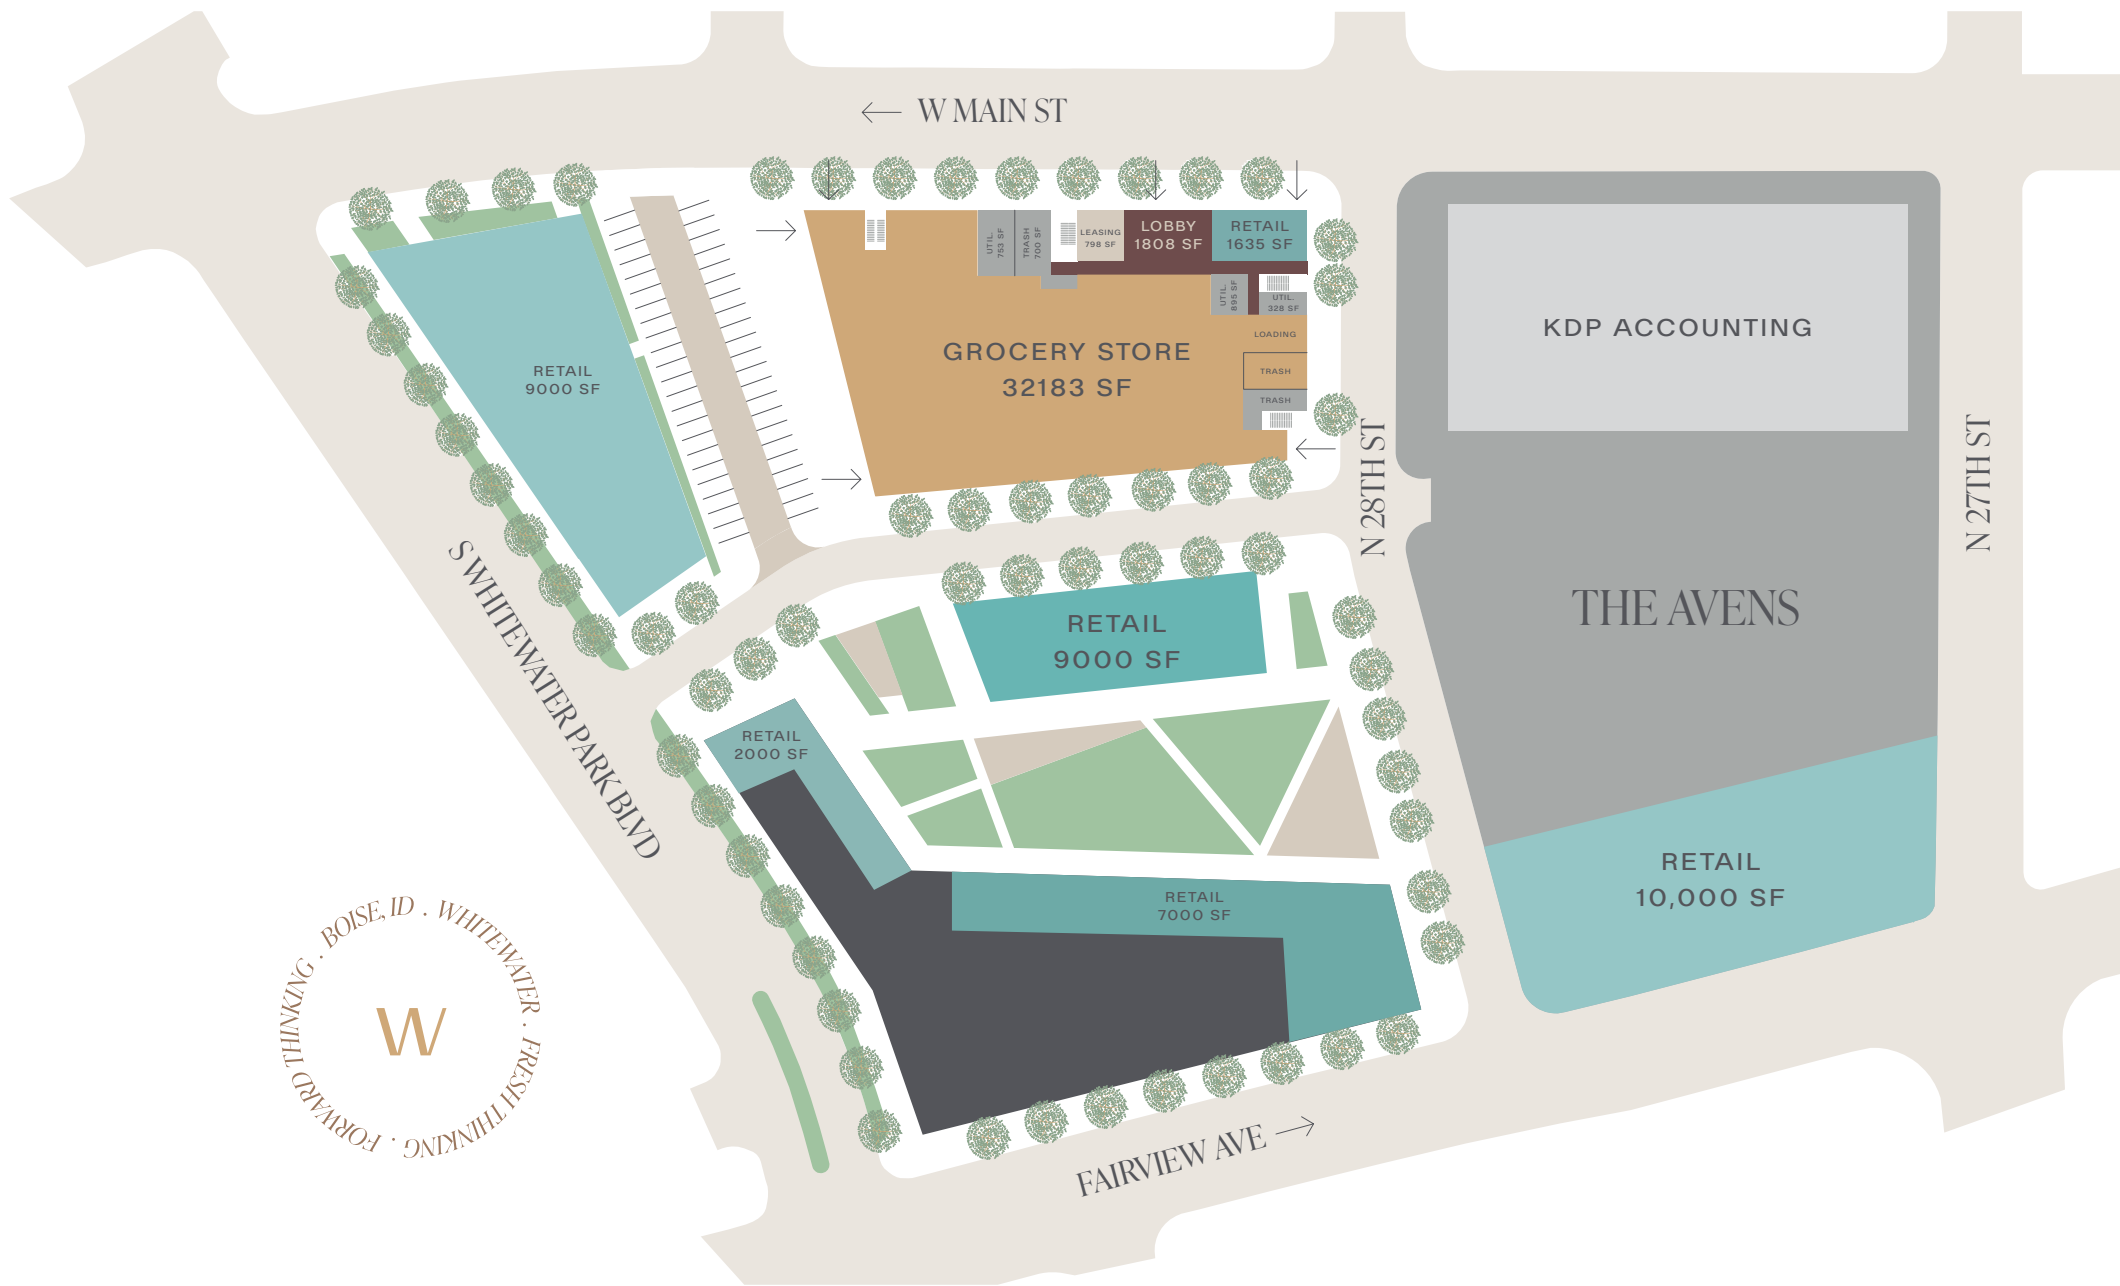 W MAIN ST
UTIL.
753 SF
TRASH
700 SF
LEASING
798 SF
LOBBY
1808 SF
RETAIL
1635 SF
UTIL.
895 SF
UTIL.
328 SF
LOADING
TRASH
TRASH
GROCERY STORE
32183 SF
RETAIL
9000 SF
KDP ACCOUNTING
N 28TH ST
N 27TH ST
THE AVENS
S WHITEWATER PARK BLVD
RETAIL
9000 SF
RETAIL
2000 SF
RETAIL
7000 SF
RETAIL
10,000 SF
FAIRVIEW AVE
BOISE, ID . WHITEWATER . FRESH THINKING . FORWARD THINKING .
W